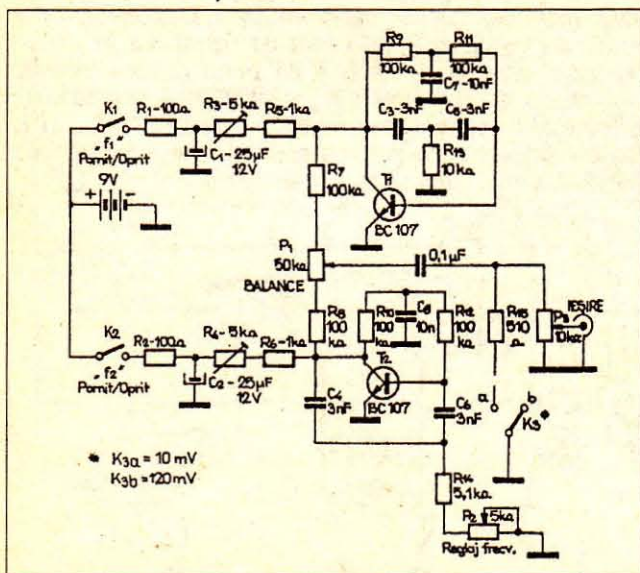 R9
100kΩ
R11
100kΩ
C7-10nF
K1
R1-100Ω
R3-5kΩ
R5-1kΩ
C3-3nF
C5-3nF
„f1"
Pornit/Oprit
C1-25µF
12V
R13
10kΩ
9V
+
−
R7
100kΩ
T1
BC 107
P1
50kΩ
BALANCE
0,1µF
K2
R2-100Ω
R4-5kΩ
R6-1kΩ
R8
100
kΩ
R10
100
kΩ
C8
10n
R12
100
kΩ
R15
510
Ω
10kΩ
IESIRE
„f2"
Pornit/Oprit
C2-25µF
12V
T2
BC 107
C4
3nF
C6
3nF
a
b
K3*
* K3a = 10 mV
K3b = 120mV
R14
5,1kΩ
P2
5kΩ
Reglaj frecv.